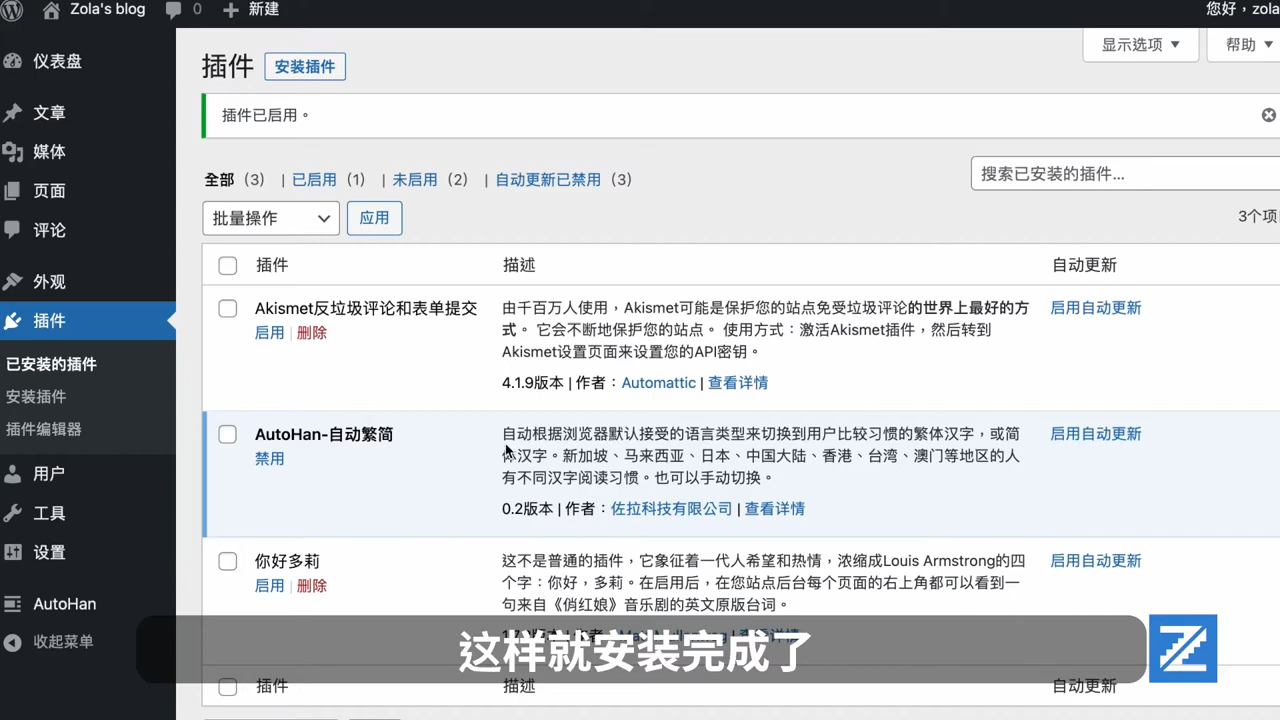 Zola's blog 0 新建 您好，zola
仪表盘
文章
媒体
页面
评论
外观
插件
已安装的插件
安装插件
插件编辑器
用户
工具
设置
AutoHan
收起菜单
显示选项 帮助
插件 安装插件
插件已启用。
全部 (3) | 已启用 (1) | 未启用 (2) | 自动更新已禁用 (3)
搜索已安装的插件...
批量操作 应用
3个项
插件 描述 自动更新
Akismet反垃圾评论和表单提交
启用 | 删除
由千百万人使用，Akismet可能是保护您的站点免受垃圾评论的世界上最好的方
式。 它会不断地保护您的站点。 使用方式：激活Akismet插件，然后转到
Akismet设置页面来设置您的API密钥。
4.1.9版本 | 作者：Automattic | 查看详情
启用自动更新
AutoHan-自动繁简
禁用
自动根据浏览器默认接受的语言类型来切换到用户比较习惯的繁体汉字，或简
体汉字。新加坡、马来西亚、日本、中国大陆、香港、台湾、澳门等地区的人
有不同汉字阅读习惯。也可以手动切换。
0.2版本 | 作者：佐拉科技有限公司 | 查看详情
启用自动更新
你好多莉
启用 | 删除
这不是普通的插件，它象征着一代人希望和热情，浓缩成Louis Armstrong的四
个字：你好，多莉。在启用后，在您站点后台每个页面的右上角都可以看到一
句来自《俏红娘》音乐剧的英文原版台词。
启用自动更新
这样就安装完成了
插件 描述 自动更新